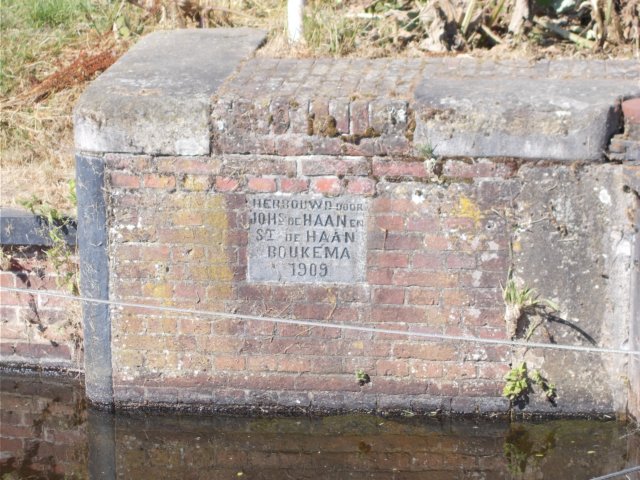 HERBOUWD DOOR
JOHS DE HAAN EN
ST DE HAAN
BOUKEMA
1909